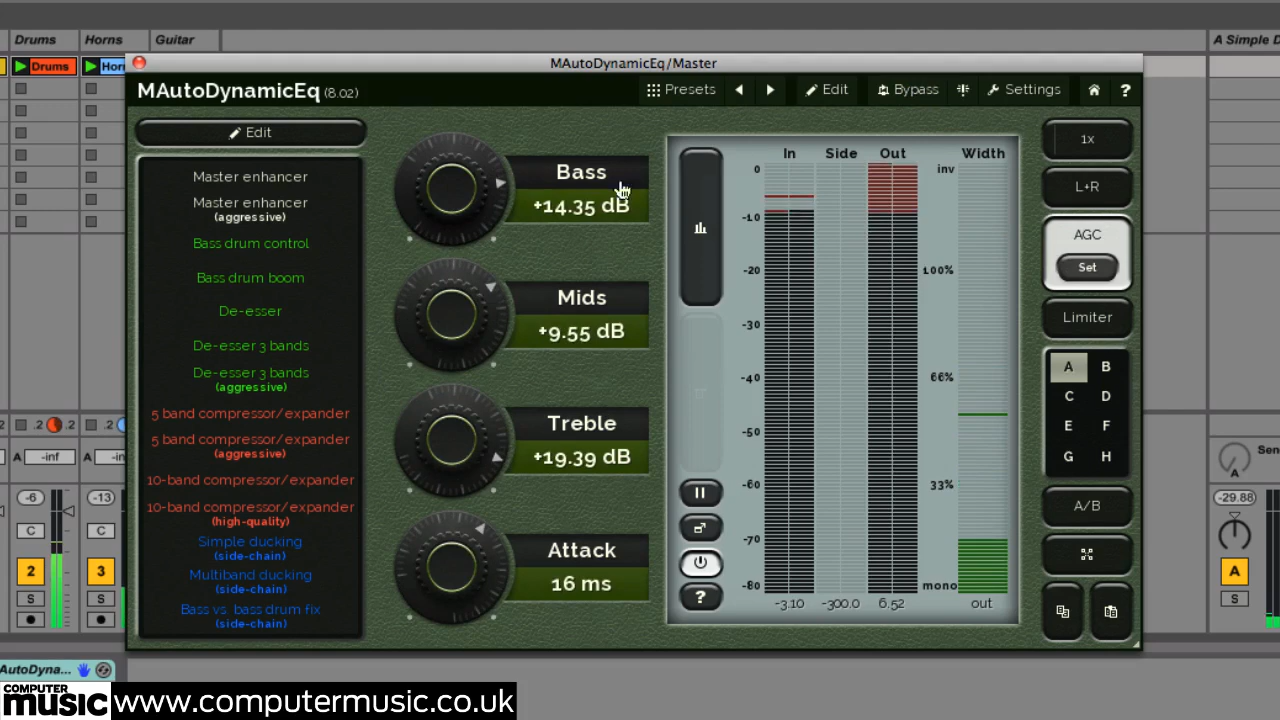 Drums Horns Guitar A Simple D
Drums
MAutoDynamicEq/Master
MAutoDynamicEq (8.02)
Presets Edit Bypass Settings ?
Edit
Master enhancer
Master enhancer
(aggressive)
Bass drum control
Bass drum boom
De-esser
De-esser 3 bands
De-esser 3 bands
(aggressive)
5 band compressor/expander
5 band compressor/expander
(aggressive)
10-band compressor/expander
10-band compressor/expander
(high-quality)
Simple ducking
(side-chain)
Multiband ducking
(side-chain)
Bass vs. bass drum fix
(side-chain)
Bass
+14.35 dB
Mids
+9.55 dB
Treble
+19.39 dB
Attack
16 ms
In Side Out Width
0 inv
-10
-20 100%
-30
-40 66%
-50
-60 33%
-70
-80 mono
-3.10 -300.0 6.52 out
?
1x
L+R
AGC
Set
Limiter
A B
C D
E F
G H
A/B
.2 .2 .2
A -inf A -in
-6 -13
C C
2 3
S S
Sen
A
-29.88
A
S
AutoDyna...
COMPUTER
music
www.computermusic.co.uk